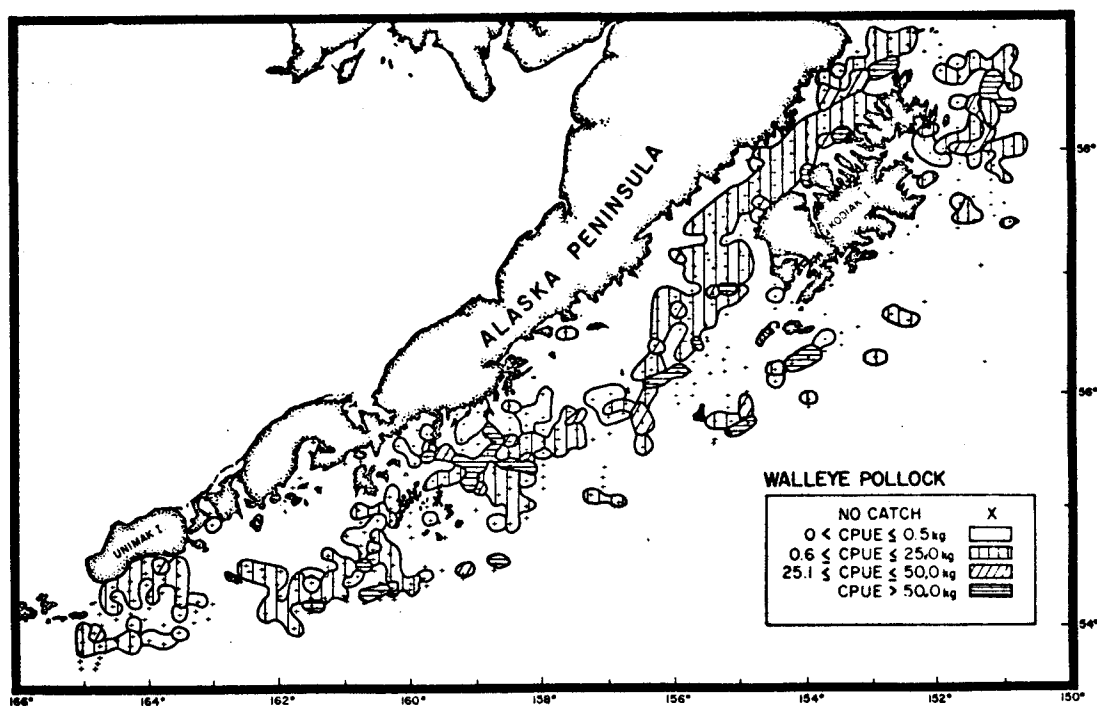 ALASKA PENINSULA
KODIAK I
UNIMAK I.
58°
56°
54°
WALLEYE POLLOCK
NO CATCH X
0 < CPUE ≤ 0.5 kg
0.6 ≤ CPUE ≤ 25.0 kg
25.1 ≤ CPUE ≤ 50.0 kg
CPUE > 50.0 kg
166° 164° 162° 160° 158° 156° 154° 152° 150°